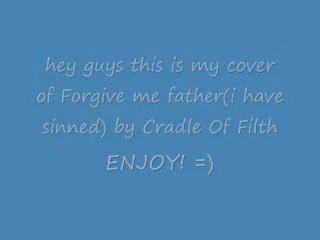 hey guys this is my cover
of Forgive me father(i have
sinned) by Cradle Of Filth
ENJOY! =)